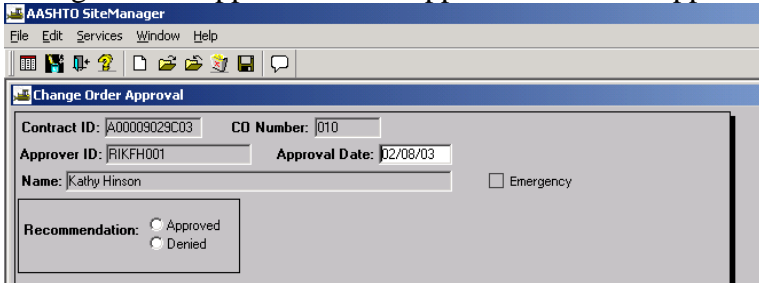 AASHTO SiteManager
File Edit Services Window Help
Change Order Approval
Contract ID: A00009029C03 CO Number: 010
Approver ID: RIKFH001 Approval Date: 02/08/03
Name: Kathy Hinson Emergency
Recommendation: Approved
Denied